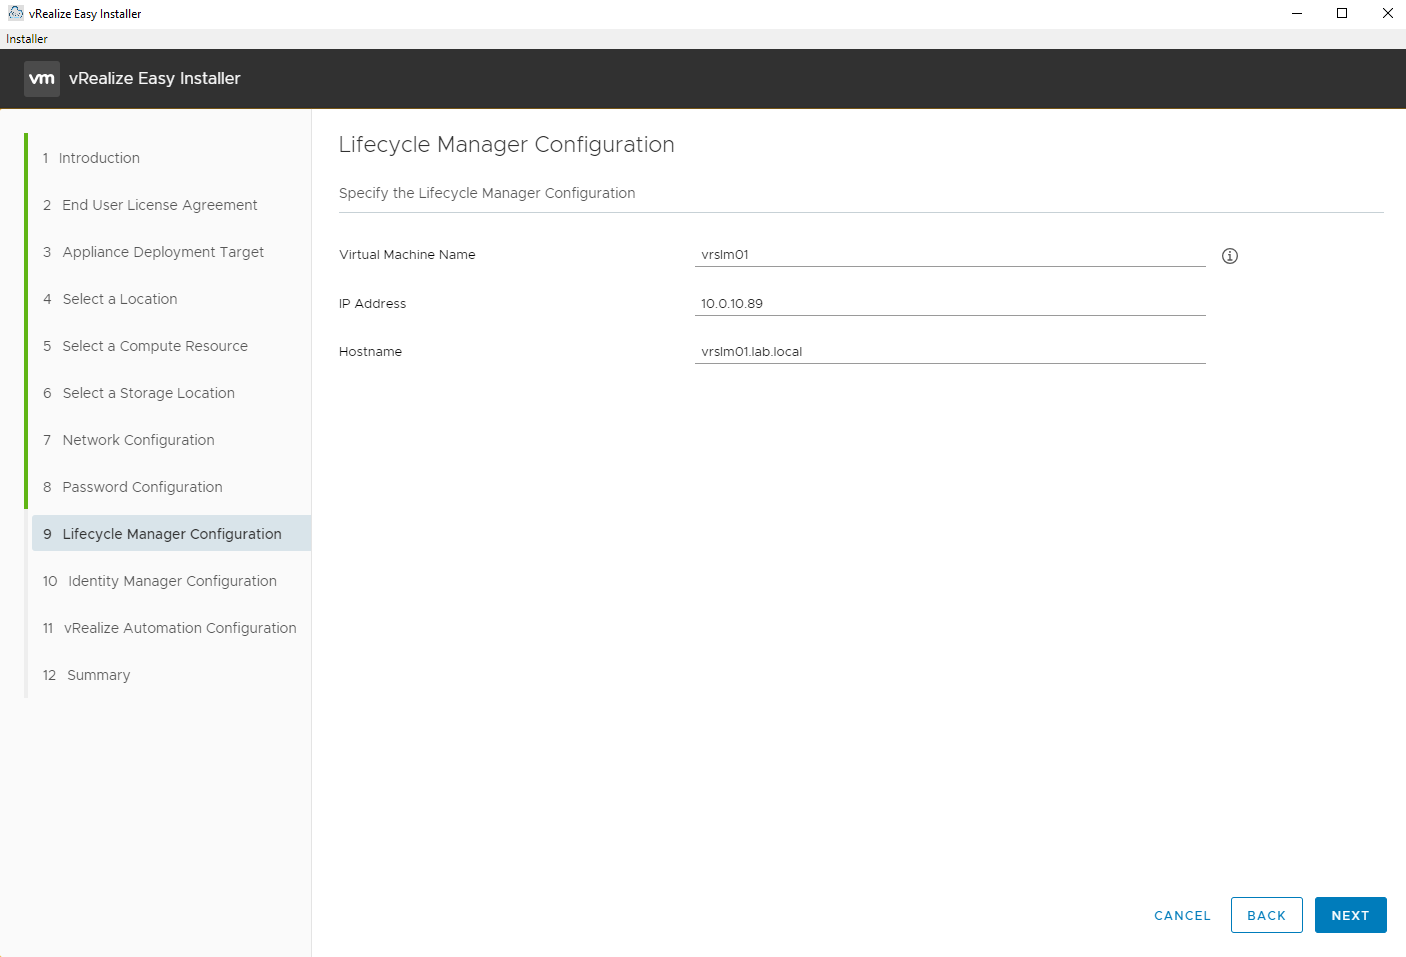 vRealize Easy Installer
Installer
vm vRealize Easy Installer
1 Introduction
2 End User License Agreement
3 Appliance Deployment Target
4 Select a Location
5 Select a Compute Resource
6 Select a Storage Location
7 Network Configuration
8 Password Configuration
9 Lifecycle Manager Configuration
10 Identity Manager Configuration
11 vRealize Automation Configuration
12 Summary
Lifecycle Manager Configuration
Specify the Lifecycle Manager Configuration
Virtual Machine Name vrslm01
IP Address 10.0.10.89
Hostname vrslm01.lab.local
CANCEL BACK NEXT